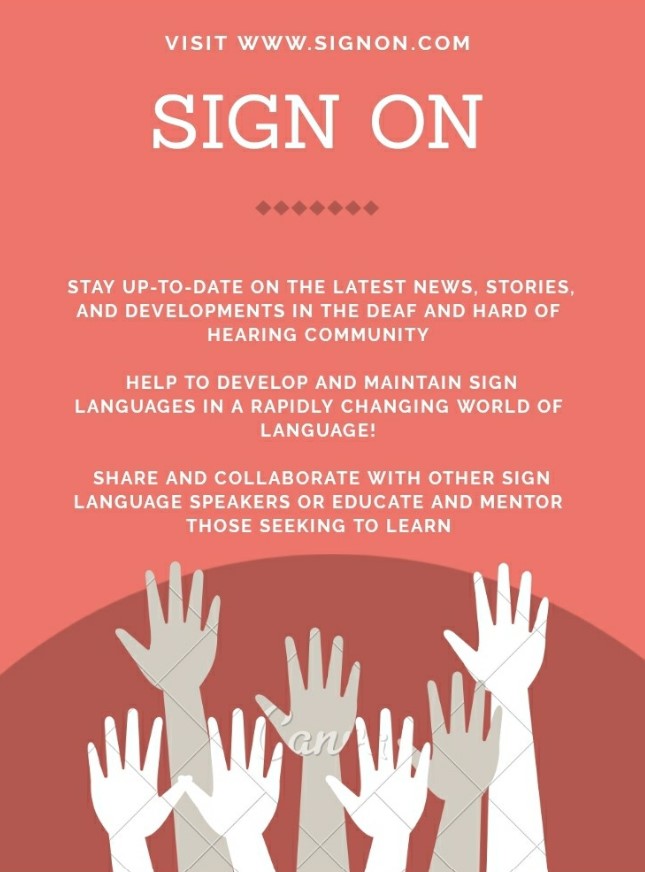 VISIT WWW.SIGNON.COM
SIGN ON
STAY UP-TO-DATE ON THE LATEST NEWS, STORIES,
AND DEVELOPMENTS IN THE DEAF AND HARD OF
HEARING COMMUNITY
HELP TO DEVELOP AND MAINTAIN SIGN
LANGUAGES IN A RAPIDLY CHANGING WORLD OF
LANGUAGE!
SHARE AND COLLABORATE WITH OTHER SIGN
LANGUAGE SPEAKERS OR EDUCATE AND MENTOR
THOSE SEEKING TO LEARN